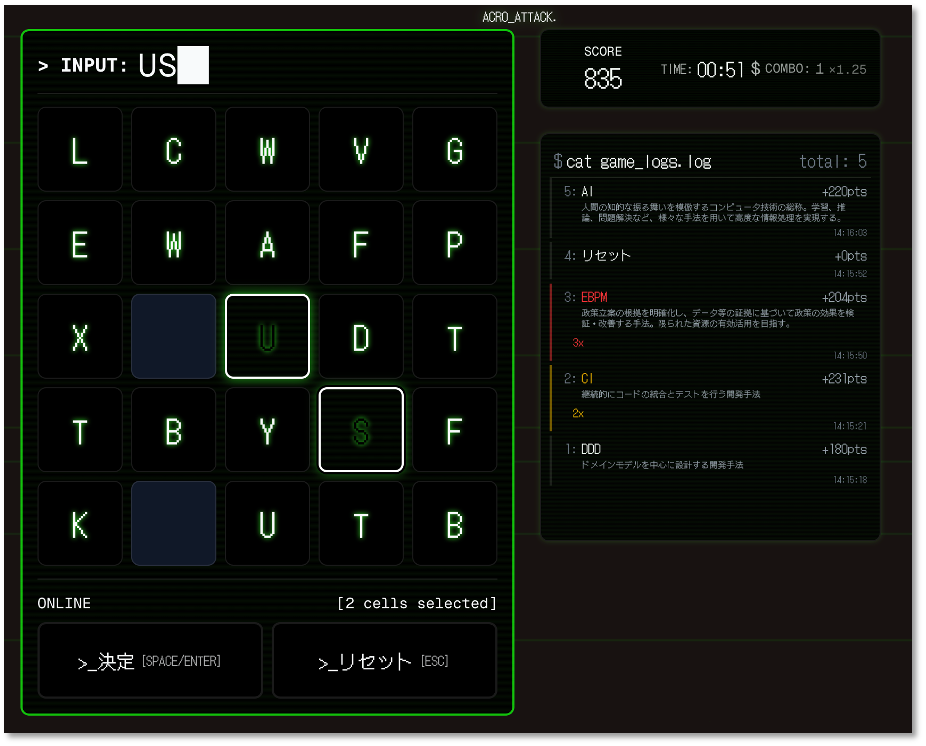 ACRO_ATTACK.
> INPUT: US
L C W V G
E W A F P
X U D T
T B Y S F
K U T B
ONLINE [2 cells selected]
>_決定 [SPACE/ENTER] >_リセット [ESC]
SCORE
835
TIME: 00:51 $ COMBO: 1 ×1.25
$ cat game_logs.log total: 5
5: AI +220pts
人間の知的な振る舞いを模倣するコンピュータ技術の総称。学習、推
論、問題解決など、様々な手法を用いて高度な情報処理を実現する。
14:16:03
4: リセット +0pts
14:15:52
3: EBPM +204pts
政策立案の根拠を明確化し、データ等の証拠に基づいて政策の効果を検
証・改善する手法。限られた資源の有効活用を目指す。
3x
14:15:50
2: CI +231pts
継続的にコードの統合とテストを行う開発手法
2x
14:15:21
1: DDD +180pts
ドメインモデルを中心に設計する開発手法
14:15:18